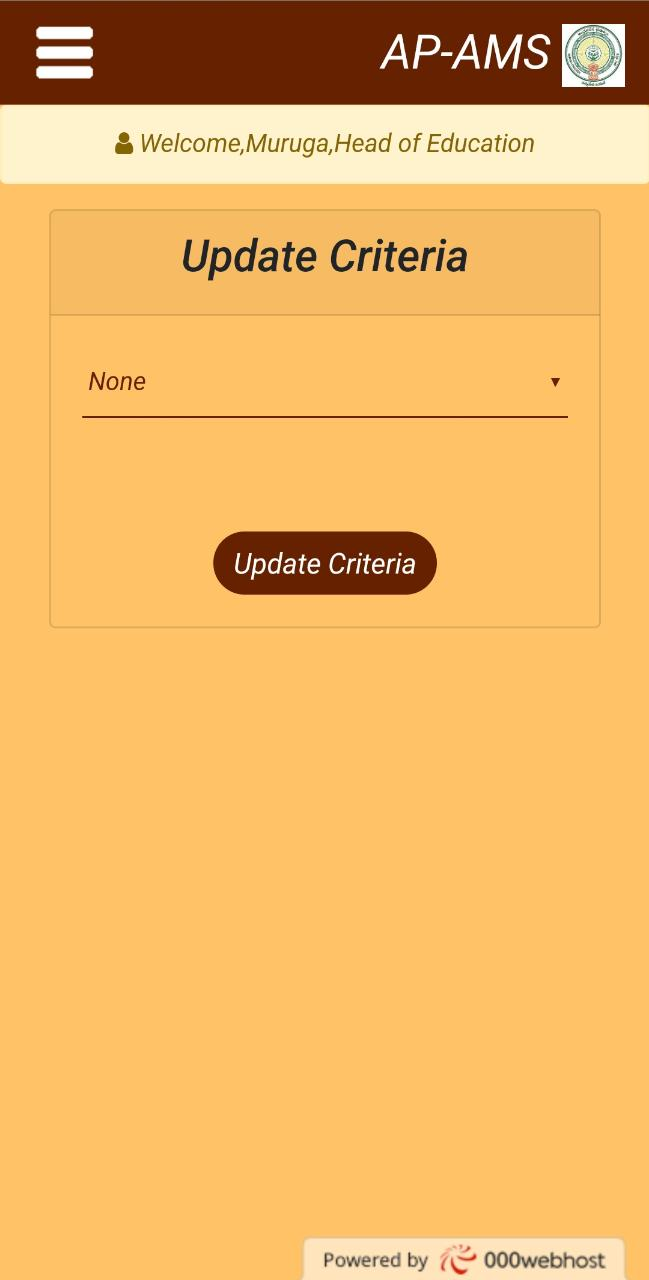 AP-AMS
Welcome,Muruga,Head of Education
Update Criteria
None
Update Criteria
Powered by 000webhost